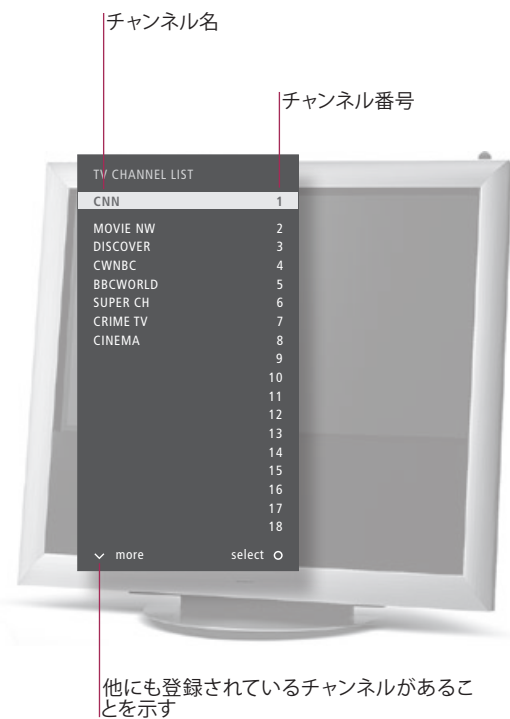 チャンネル名
チャンネル番号
TV CHANNEL LIST
CNN 1
MOVIE NW 2
DISCOVER 3
CWNBC 4
BBCWORLD 5
SUPER CH 6
CRIME TV 7
CINEMA 8
9
10
11
12
13
14
15
16
17
18
more select
他にも登録されているチャンネルがあるこ
とを示す